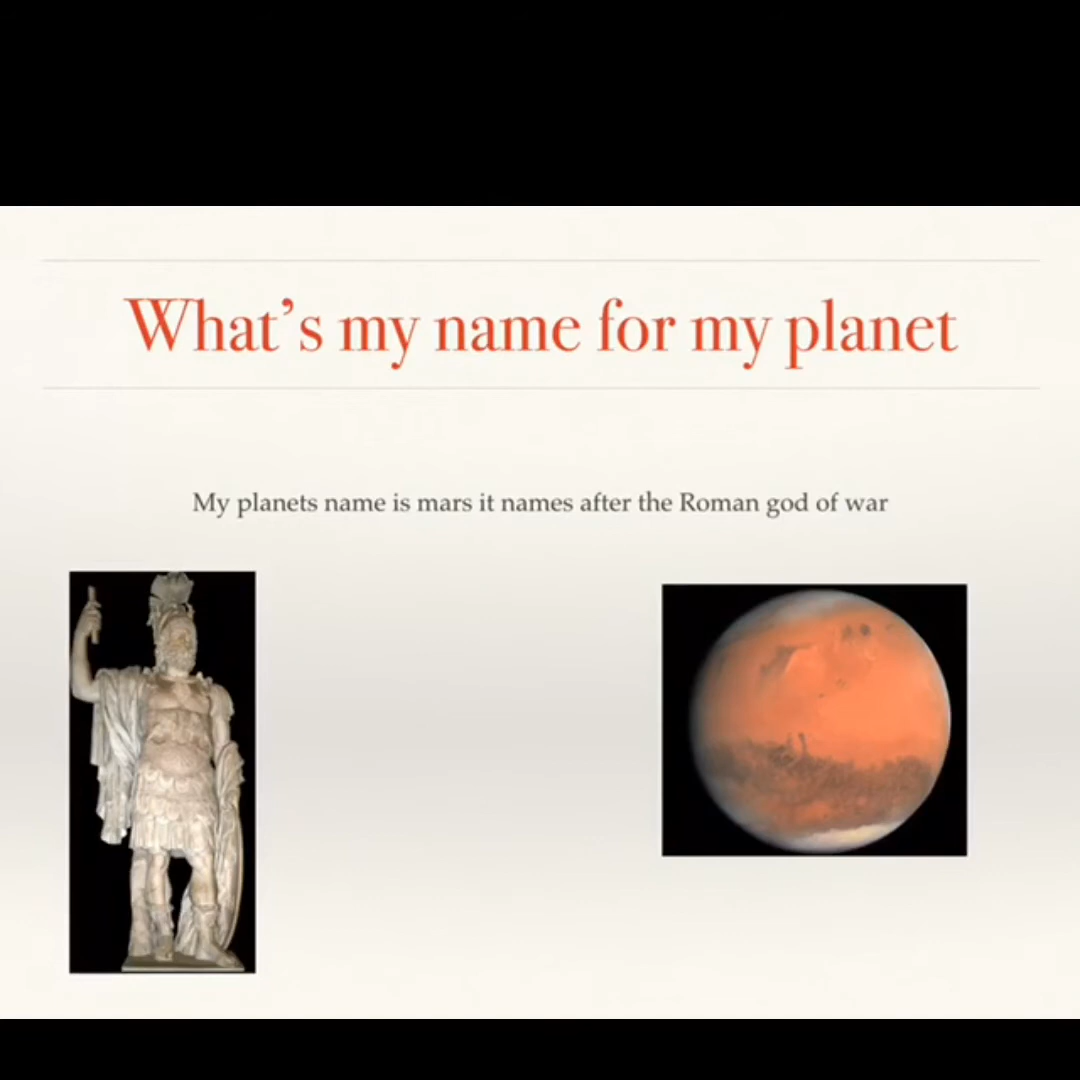 What’s my name for my planet
My planets name is mars it names after the Roman god of war